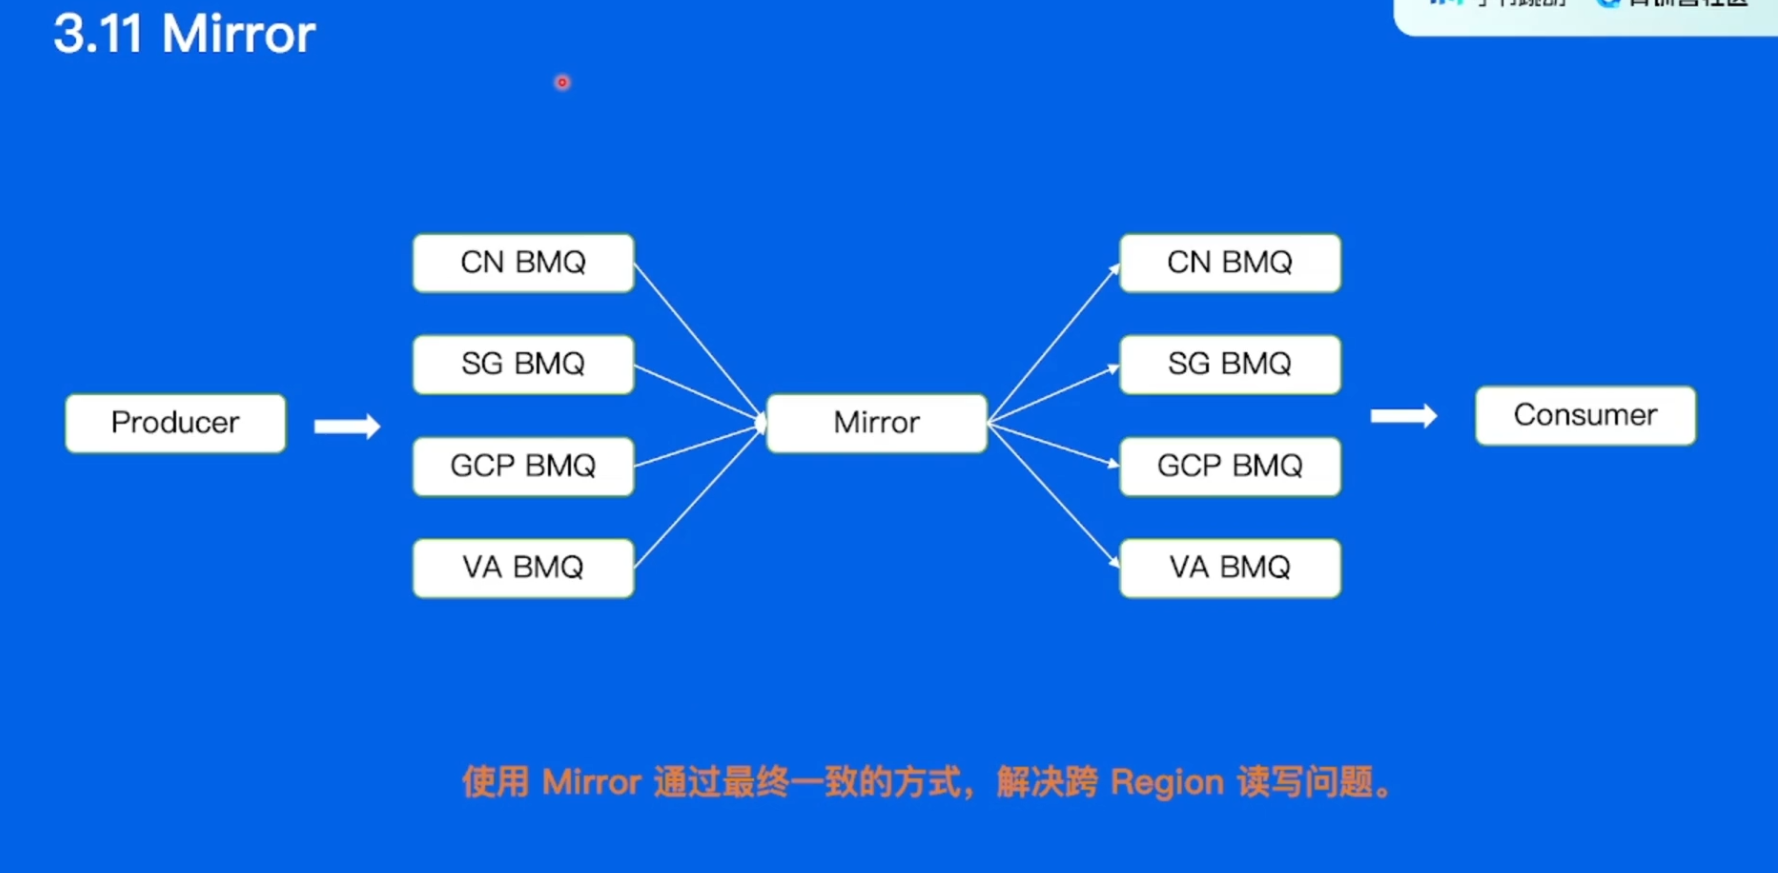 3.11 Mirror
CN BMQ
SG BMQ
GCP BMQ
VA BMQ
Producer
Mirror
CN BMQ
SG BMQ
GCP BMQ
VA BMQ
Consumer
使用 Mirror 通过最终一致的方式，解决跨 Region 读写问题。